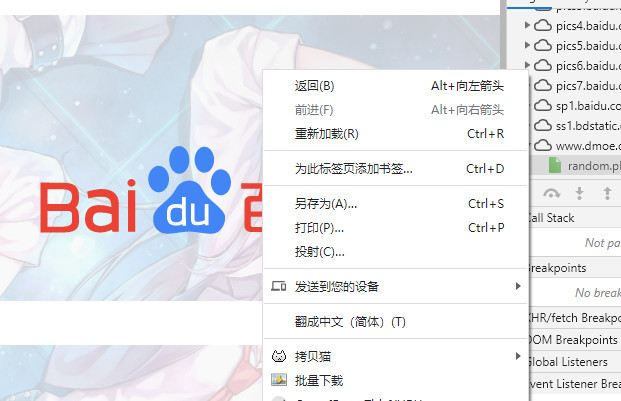 Bai du
返回(B) Alt+向左箭头
前进(F) Alt+向右箭头
重新加载(R) Ctrl+R
为此标签页添加书签... Ctrl+D
另存为(A)... Ctrl+S
打印(P)... Ctrl+P
投射(C)...
发送到您的设备
翻成中文（简体）(T)
拷贝猫
批量下载
pics4.baidu.c
pics5.baidu.c
pics6.baidu.c
pics7.baidu.c
sp1.baidu.co
ss1.bdstatic.
www.dmoe.c
random.pl
Call Stack
Not pa
Breakpoints
No break
XHR/fetch Breakpo
DOM Breakpoints
Global Listeners
Event Listener Brea